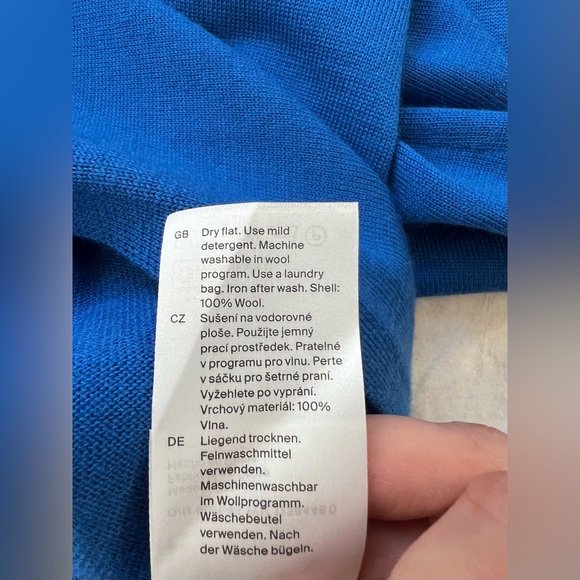 GB Dry flat. Use mild
detergent. Machine
washable in wool
program. Use a laundry
bag. Iron after wash. Shell:
100% Wool.
CZ Sušení na vodorovné
ploše. Použijte jemný
prací prostředek. Pratelné
v programu pro vlnu. Perte
v sáčku pro šetrné praní.
Vyžehlete po vyprání.
Vrchový materiál: 100%
Vlna.
DE Liegend trocknen.
Feinwaschmittel
verwenden.
Maschinenwaschbar
im Wollprogramm.
Wäschebeutel
verwenden. Nach
der Wäsche bügeln.